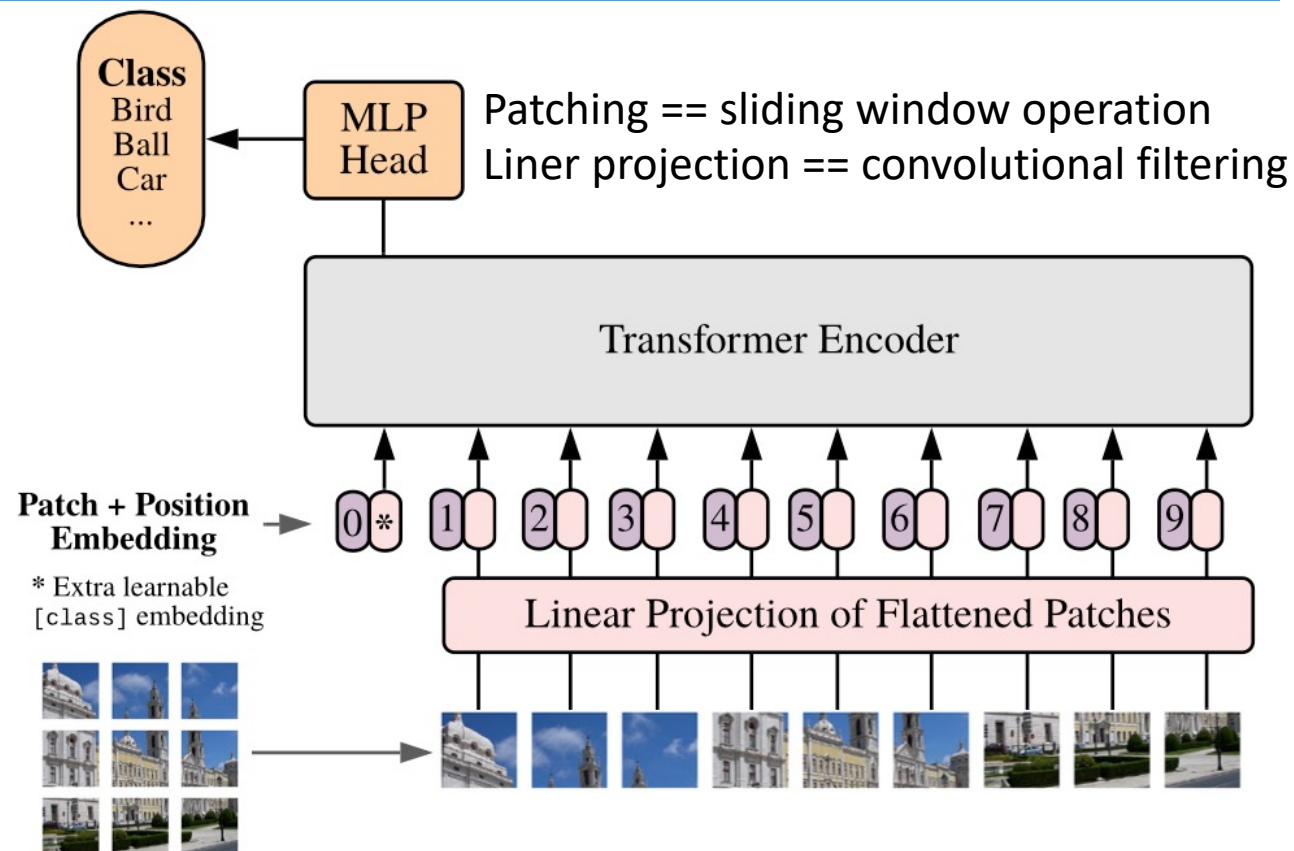 Class
Bird
Ball
Car
...
MLP
Head
Patching == sliding window operation
Liner projection == convolutional filtering
Transformer Encoder
Patch + Position
Embedding
0 * 1 2 3 4 5 6 7 8 9
* Extra learnable
[class] embedding
Linear Projection of Flattened Patches